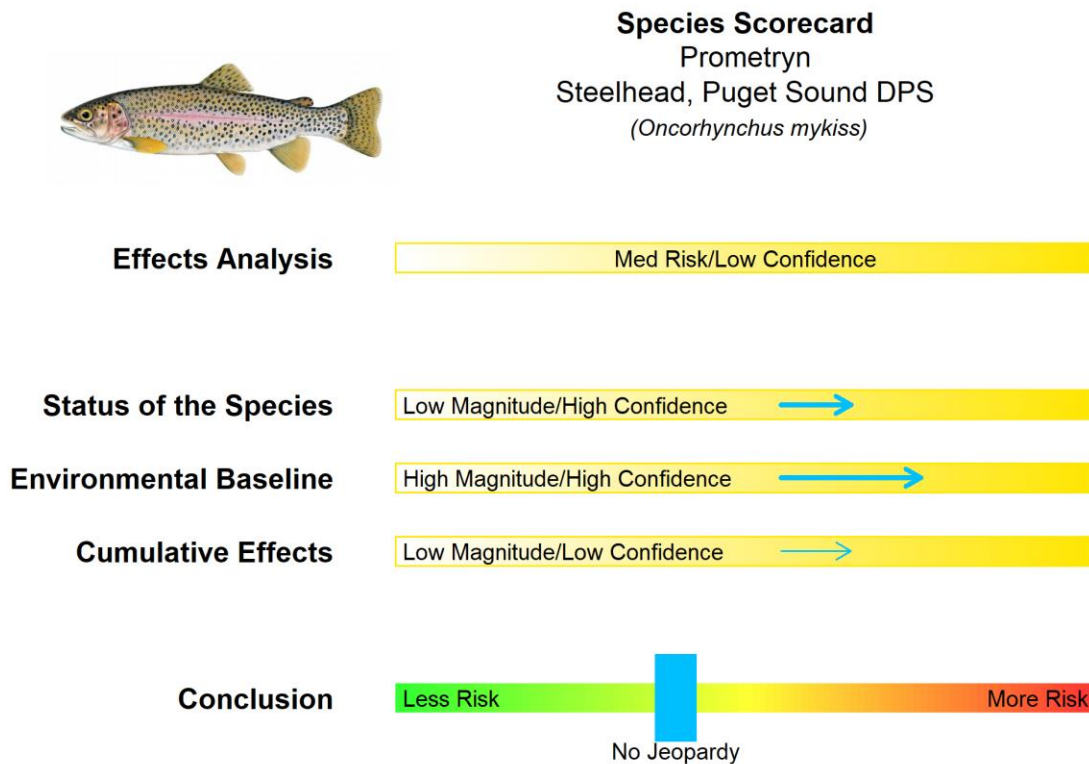 Species Scorecard
Prometryn
Steelhead, Puget Sound DPS
(Oncorhynchus mykiss)
Effects Analysis
Med Risk/Low Confidence
Status of the Species
Low Magnitude/High Confidence
Environmental Baseline
High Magnitude/High Confidence
Cumulative Effects
Low Magnitude/Low Confidence
Conclusion
Less Risk
More Risk
No Jeopardy